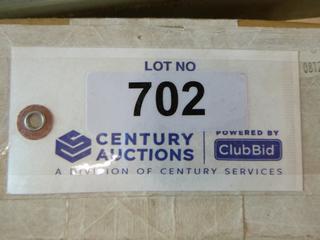 LOT NO
702
CENTURY AUCTIONS
POWERED BY
ClubBid
A DIVISION OF CENTURY SERVICES